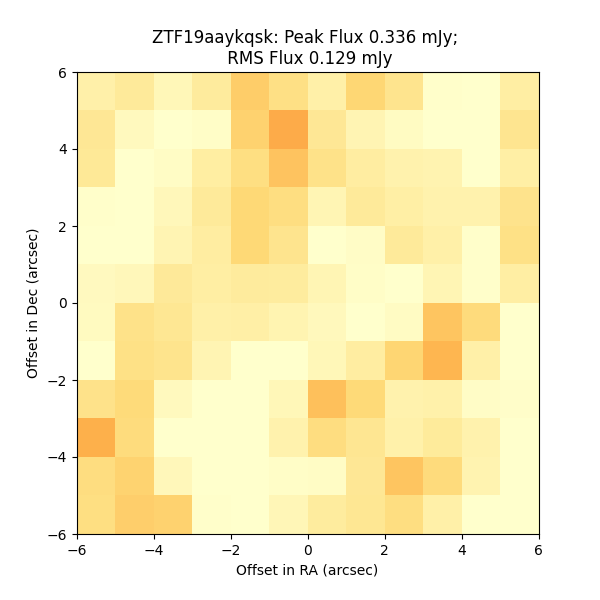 ZTF19aaykqsk: Peak Flux 0.336 mJy;
RMS Flux 0.129 mJy
6
4
2
0
−2
−4
−6
Offset in Dec (arcsec)
−6 −4 −2 0 2 4 6
Offset in RA (arcsec)